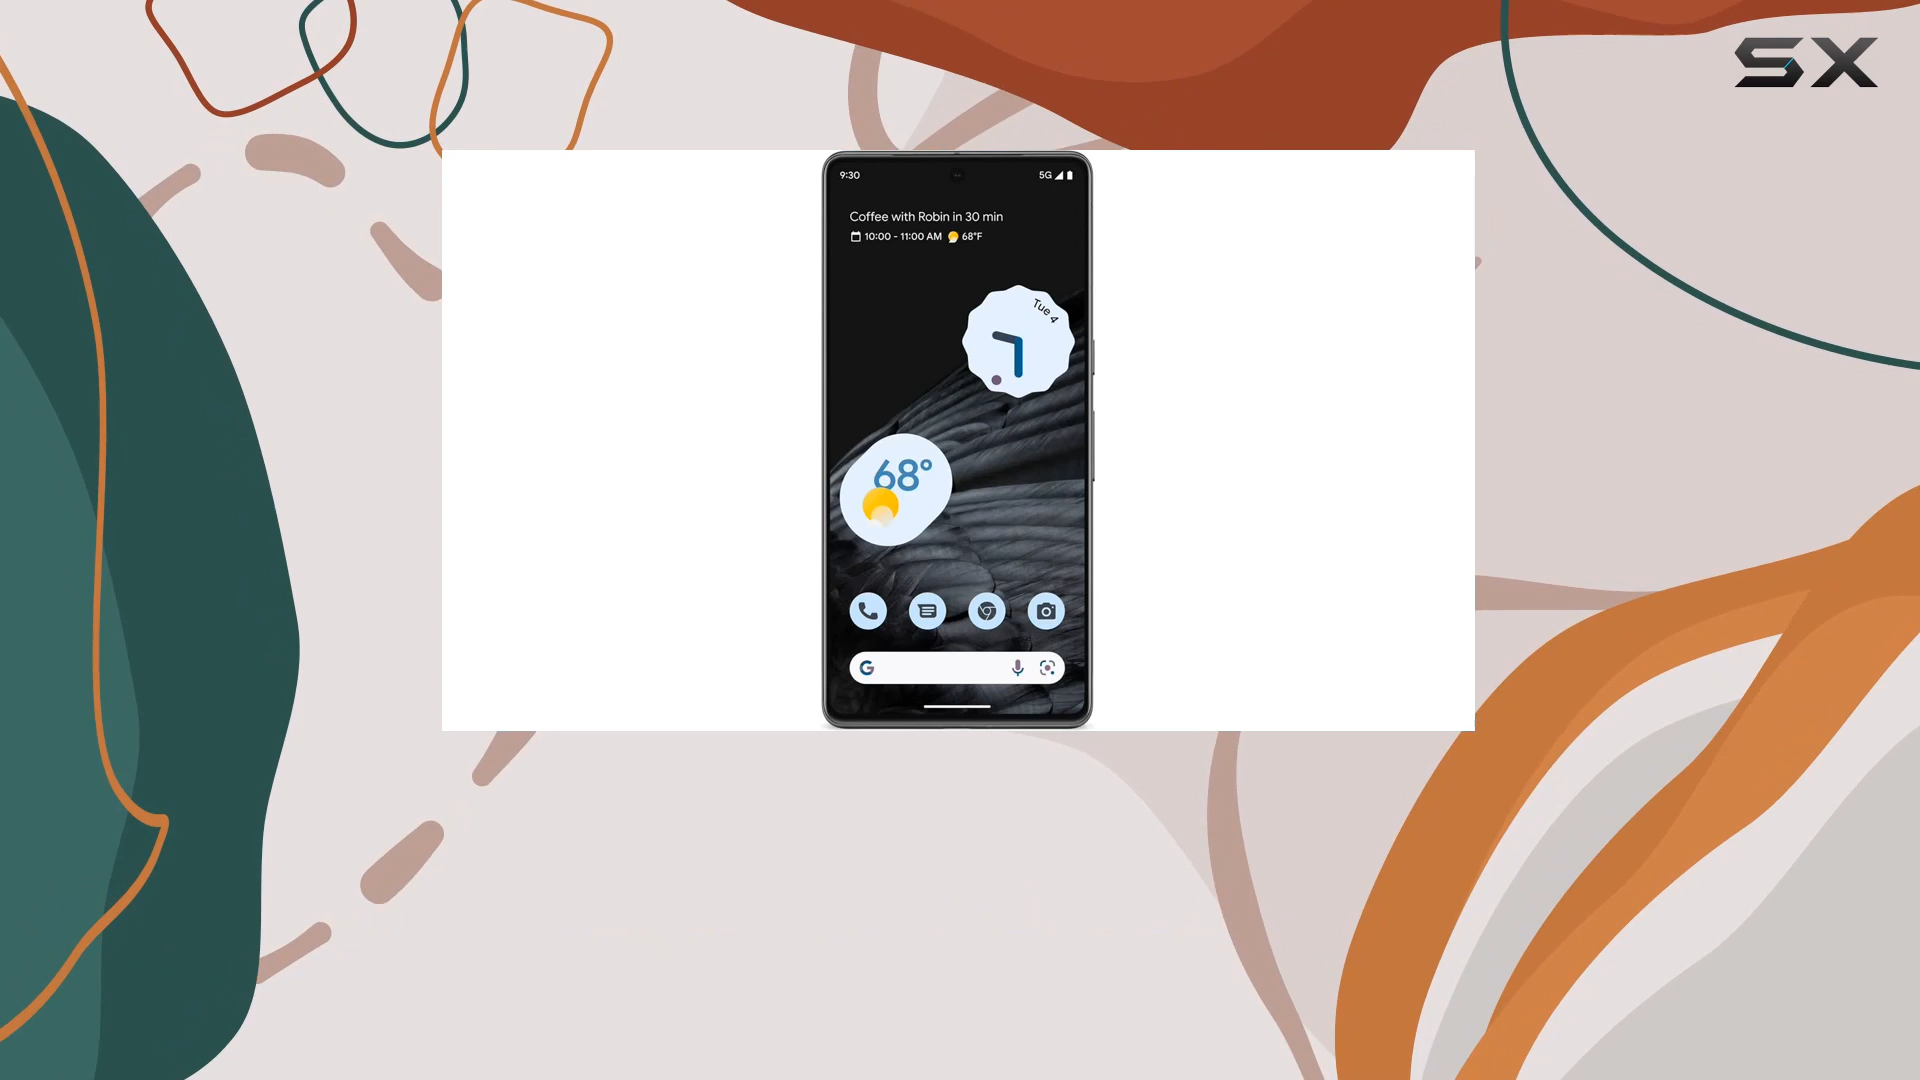 SX
9:30 5G
Coffee with Robin in 30 min
10:00 - 11:00 AM 68°F
Tue 4
68°
G